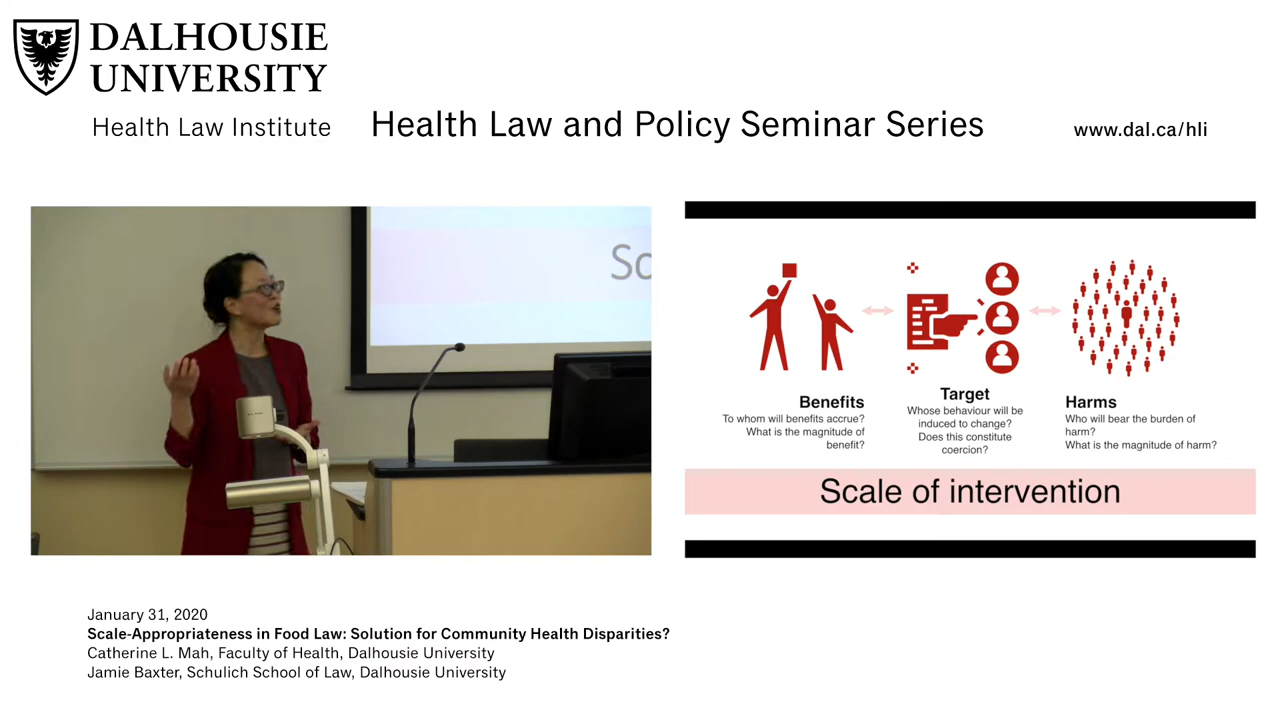 DALHOUSIE
UNIVERSITY
Health Law Institute
Health Law and Policy Seminar Series
www.dal.ca/hli
Sc
Benefits
To whom will benefits accrue?
What is the magnitude of
benefit?
Target
Whose behaviour will be
induced to change?
Does this constitute
coercion?
Harms
Who will bear the burden of
harm?
What is the magnitude of harm?
Scale of intervention
January 31, 2020
Scale-Appropriateness in Food Law: Solution for Community Health Disparities?
Catherine L. Mah, Faculty of Health, Dalhousie University
Jamie Baxter, Schulich School of Law, Dalhousie University